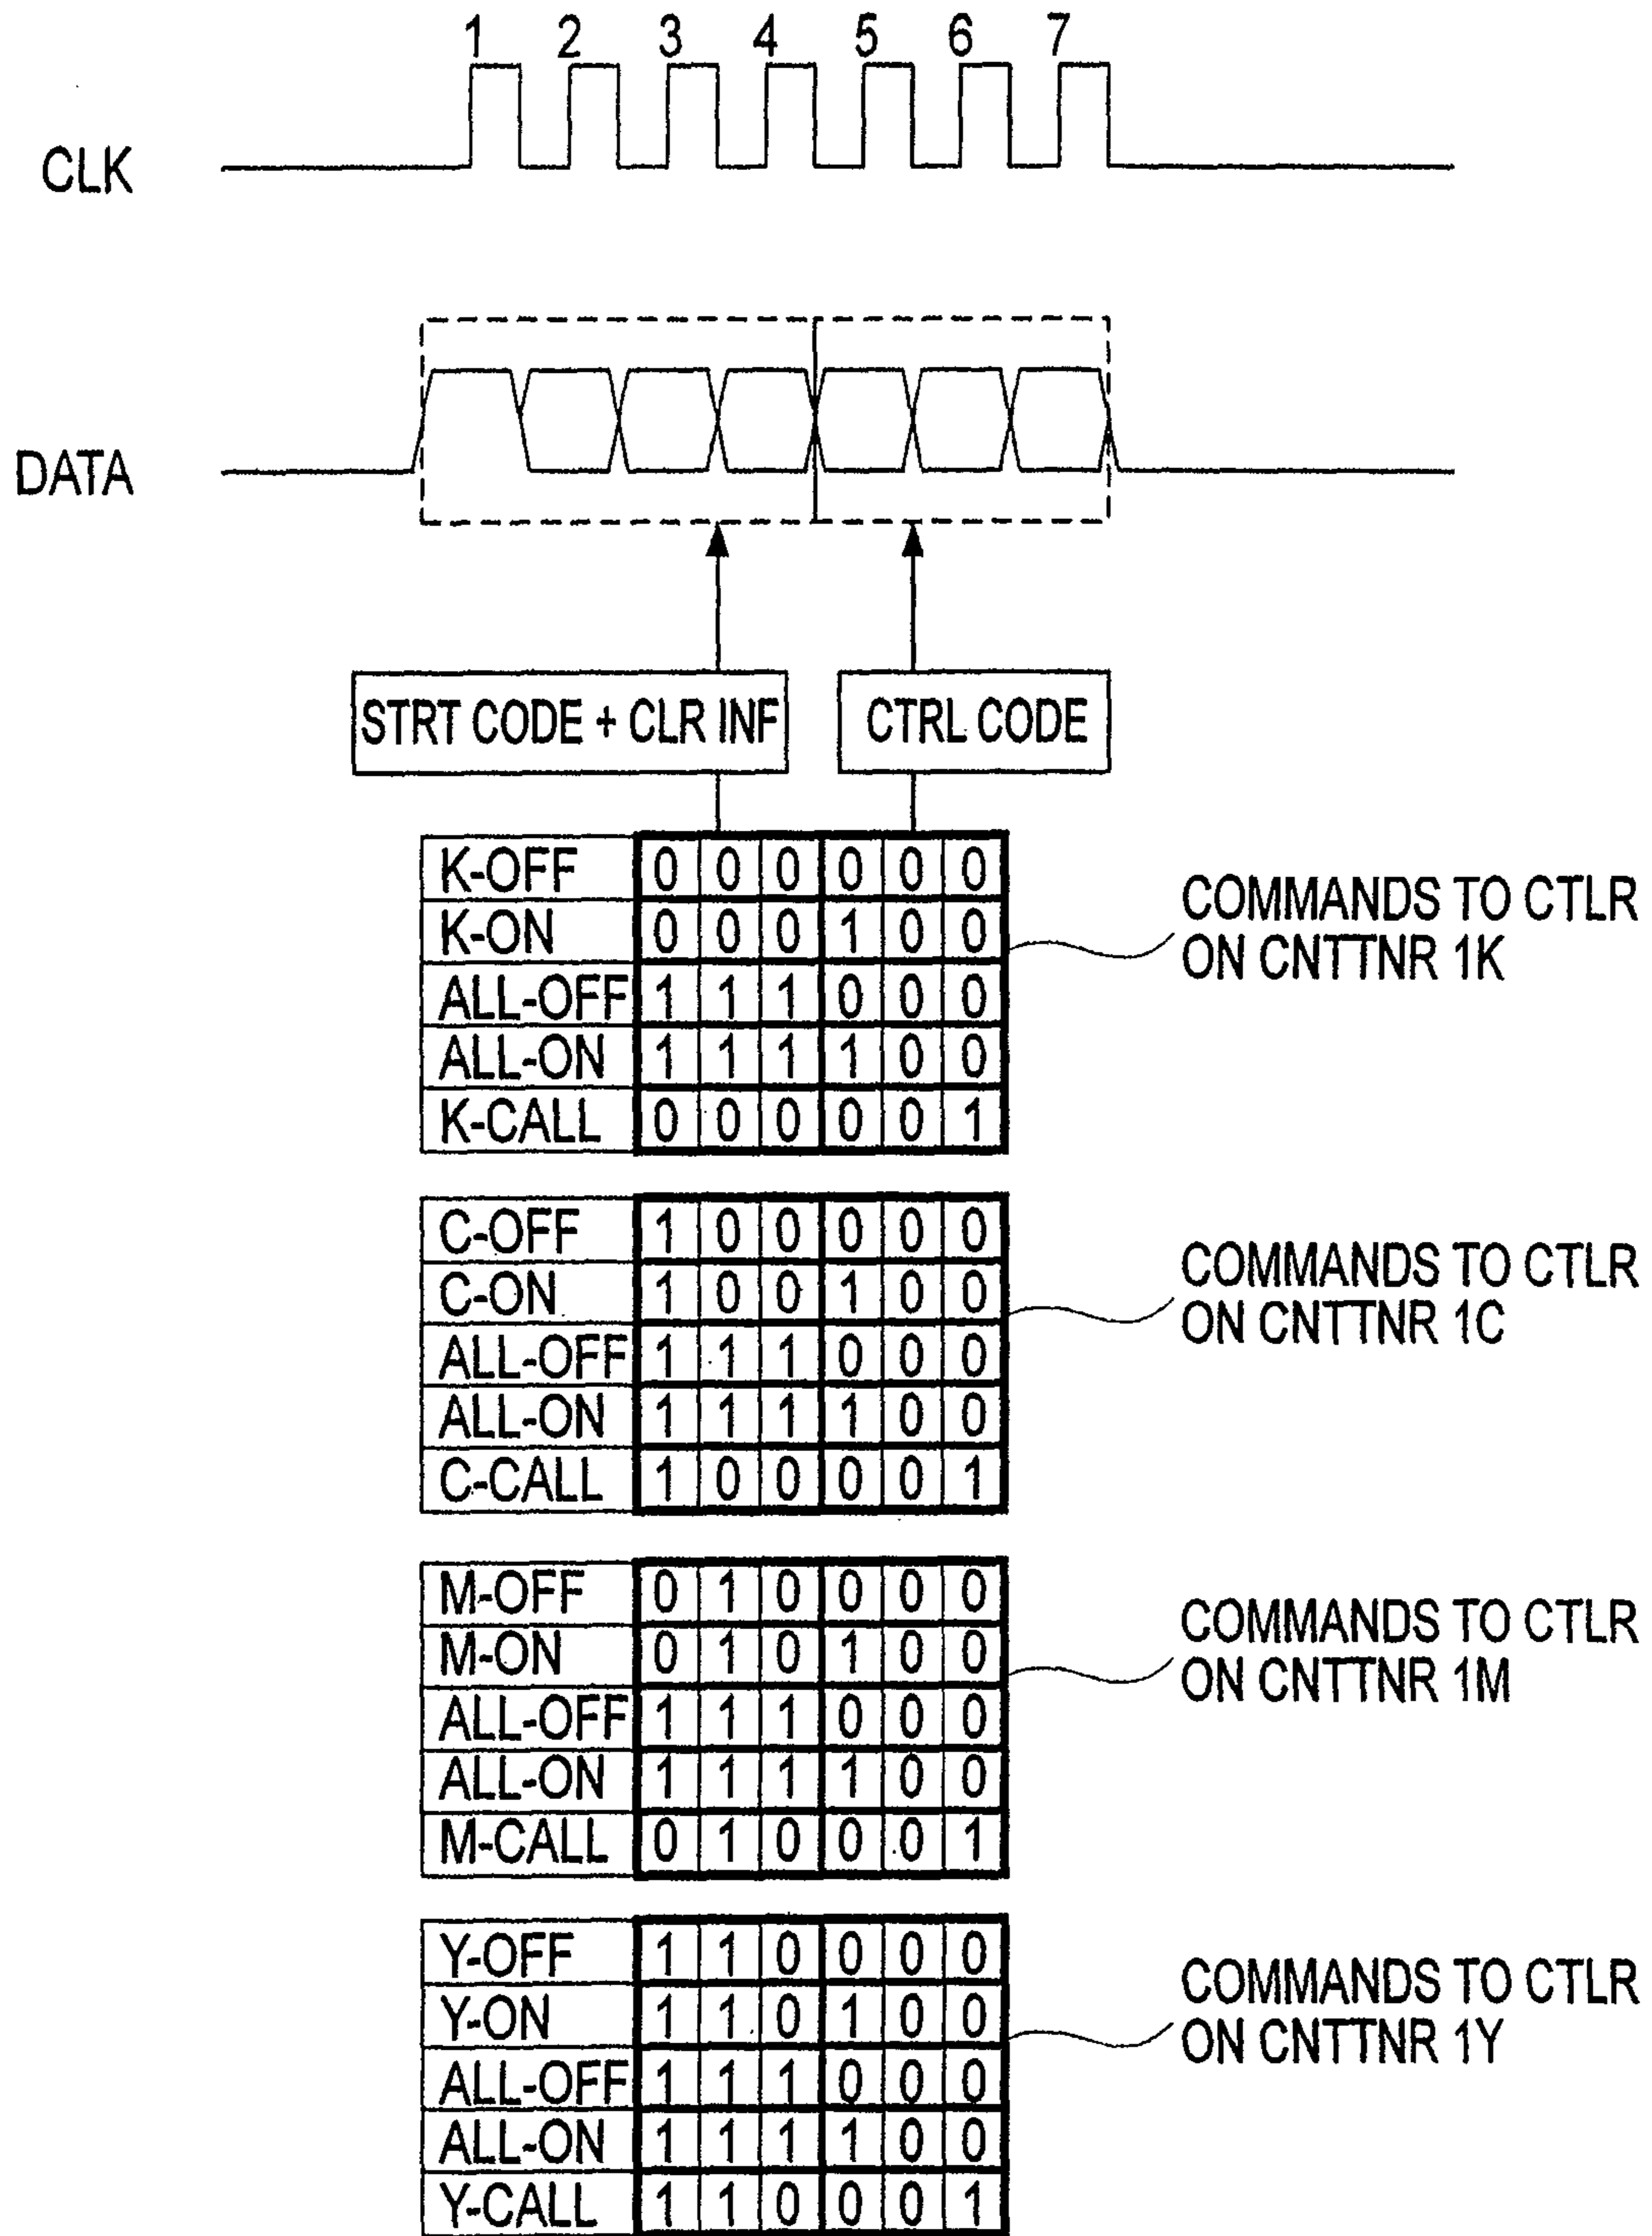 1 2 3 4 5 6 7
CLK
DATA
STRT CODE + CLR INF
CTRL CODE
K-OFF 0 0 0 0 0 0
K-ON 0 0 0 1 0 0
ALL-OFF 1 1 1 0 0 0
ALL-ON 1 1 1 1 0 0
K-CALL 0 0 0 0 0 1
COMMANDS TO CTLR
ON CNTTNR 1K
C-OFF 1 0 0 0 0 0
C-ON 1 0 0 1 0 0
ALL-OFF 1 1 1 0 0 0
ALL-ON 1 1 1 1 0 0
C-CALL 1 0 0 0 0 1
COMMANDS TO CTLR
ON CNTTNR 1C
M-OFF 0 1 0 0 0 0
M-ON 0 1 0 1 0 0
ALL-OFF 1 1 1 0 0 0
ALL-ON 1 1 1 1 0 0
M-CALL 0 1 0 0 0 1
COMMANDS TO CTLR
ON CNTTNR 1M
Y-OFF 1 1 0 0 0 0
Y-ON 1 1 0 1 0 0
ALL-OFF 1 1 1 0 0 0
ALL-ON 1 1 1 1 0 0
Y-CALL 1 1 0 0 0 1
COMMANDS TO CTLR
ON CNTTNR 1Y